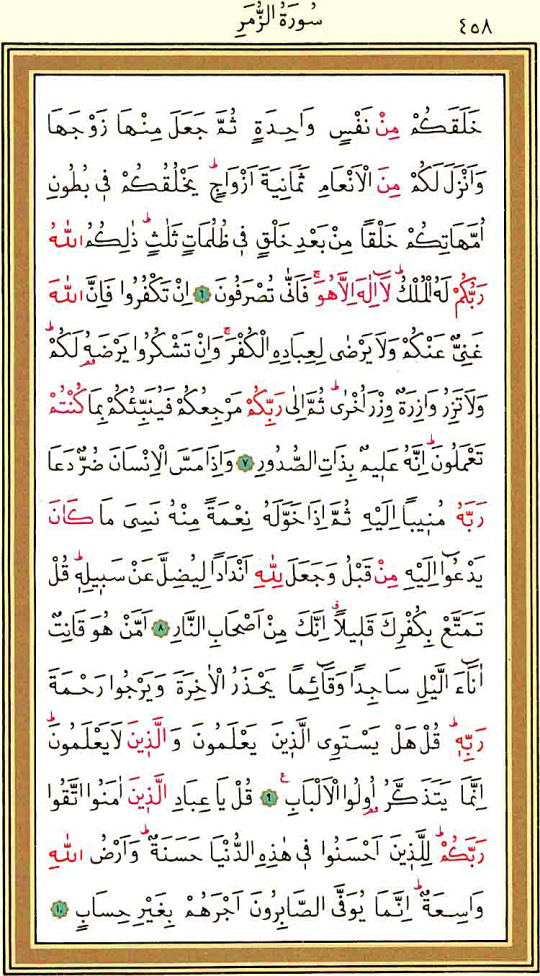 سُورَةُ الزُّمَرِ ٤٥٨
خَلَقَكُمْ مِنْ نَفْسٍ وَاحِدَةٍ ثُمَّ جَعَلَ مِنْهَا زَوْجَهَا
وَاَنْزَلَ لَكُمْ مِنَ الْاَنْعَامِ ثَمَانِيَةَ اَزْوَاجٍۜ يَخْلُقُكُمْ ف۪ي بُطُونِ
اُمَّهَاتِكُمْ خَلْقًا مِنْ بَعْدِ خَلْقٍ ف۪ي ظُلُمَاتٍ ثَلٰثٍۜ ذٰلِكُمُ اللّٰهُ
رَبُّكُمْ لَهُ الْمُلْكُۜ لَٓا اِلٰهَ اِلَّا هُوَۚ فَاَنّٰى تُصْرَفُونَ ٦ اِنْ تَكْفُرُوا فَاِنَّ اللّٰهَ
غَنِيٌّ عَنْكُمْ وَلَا يَرْضٰى لِعِبَادِهِ الْكُفْرَۚ وَاِنْ تَشْكُرُوا يَرْضَهُ لَكُمْۜ
وَلَا تَزِرُ وَازِرَةٌ وِزْرَ اُخْرٰىۜ ثُمَّ اِلٰى رَبِّكُمْ مَرْجِعُكُمْ فَيُنَبِّئُكُمْ بِمَا كُنْتُمْ
تَعْمَلُونَۜ اِنَّهُ عَل۪يمٌ بِذَاتِ الصُّدُورِ ٧ وَاِذَا مَسَّ الْاِنْسَانَ ضُرٌّ دَعَا
رَبَّهُ مُن۪يبًا اِلَيْهِ ثُمَّ اِذَا خَوَّلَهُ نِعْمَةً مِنْهُ نَسِيَ مَا كَانَ
يَدْعُٓوا اِلَيْهِ مِنْ قَبْلُ وَجَعَلَ لِلّٰهِ اَنْدَادًا لِيُضِلَّ عَنْ سَب۪يلِه۪ۜ قُلْ
تَمَتَّعْ بِكُفْرِكَ قَل۪يلًاۗ اِنَّكَ مِنْ اَصْحَابِ النَّارِ ٨ اَمَّنْ هُوَ قَانِتٌ
اٰنَٓاءَ الَّيْلِ سَاجِدًا وَقَٓائِمًا يَحْذَرُ الْاٰخِرَةَ وَيَرْجُوا رَحْمَةَ
رَبِّه۪ۜ قُلْ هَلْ يَسْتَوِي الَّذ۪ينَ يَعْلَمُونَ وَالَّذ۪ينَ لَا يَعْلَمُونَۜ
اِنَّمَا يَتَذَكَّرُ اُو۬لُوا الْاَلْبَابِ۟ ٩ قُلْ يَا عِبَادِ الَّذ۪ينَ اٰمَنُوا اتَّقُوا
رَبَّكُمْۜ لِلَّذ۪ينَ اَحْسَنُوا ف۪ي هٰذِهِ الدُّنْيَا حَسَنَةٌۜ وَاَرْضُ اللّٰهِ
وَاسِعَةٌۜ اِنَّمَا يُوَفَّى الصَّابِرُونَ اَجْرَهُمْ بِغَيْرِ حِسَابٍ ١٠